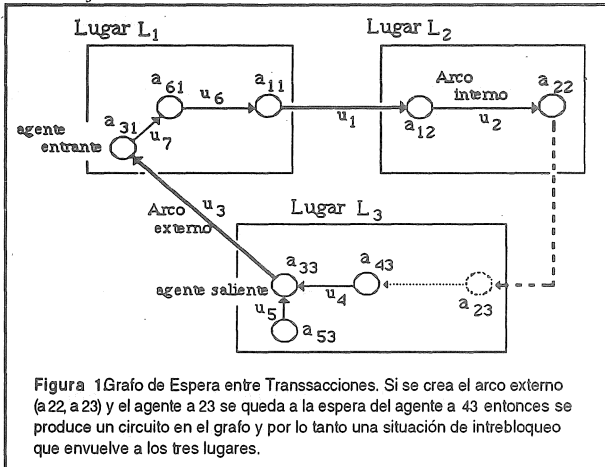 Lugar L1
Lugar L2
a61
u6
a11
Arco
interno
a22
a31
u7
u1
a12
u2
agente
entrante
u3
Arco
externo
Lugar L3
a33
a43
agente saliente
u4
a23
u5
a53
Figura 1Grafo de Espera entre Transsacciones. Si se crea el arco externo
(a22, a23) y el agente a 23 se queda a la espera del agente a 43 entonces se
produce un circuito en el grafo y por lo tanto una situación de intrebloqueo
que envuelve a los tres lugares.